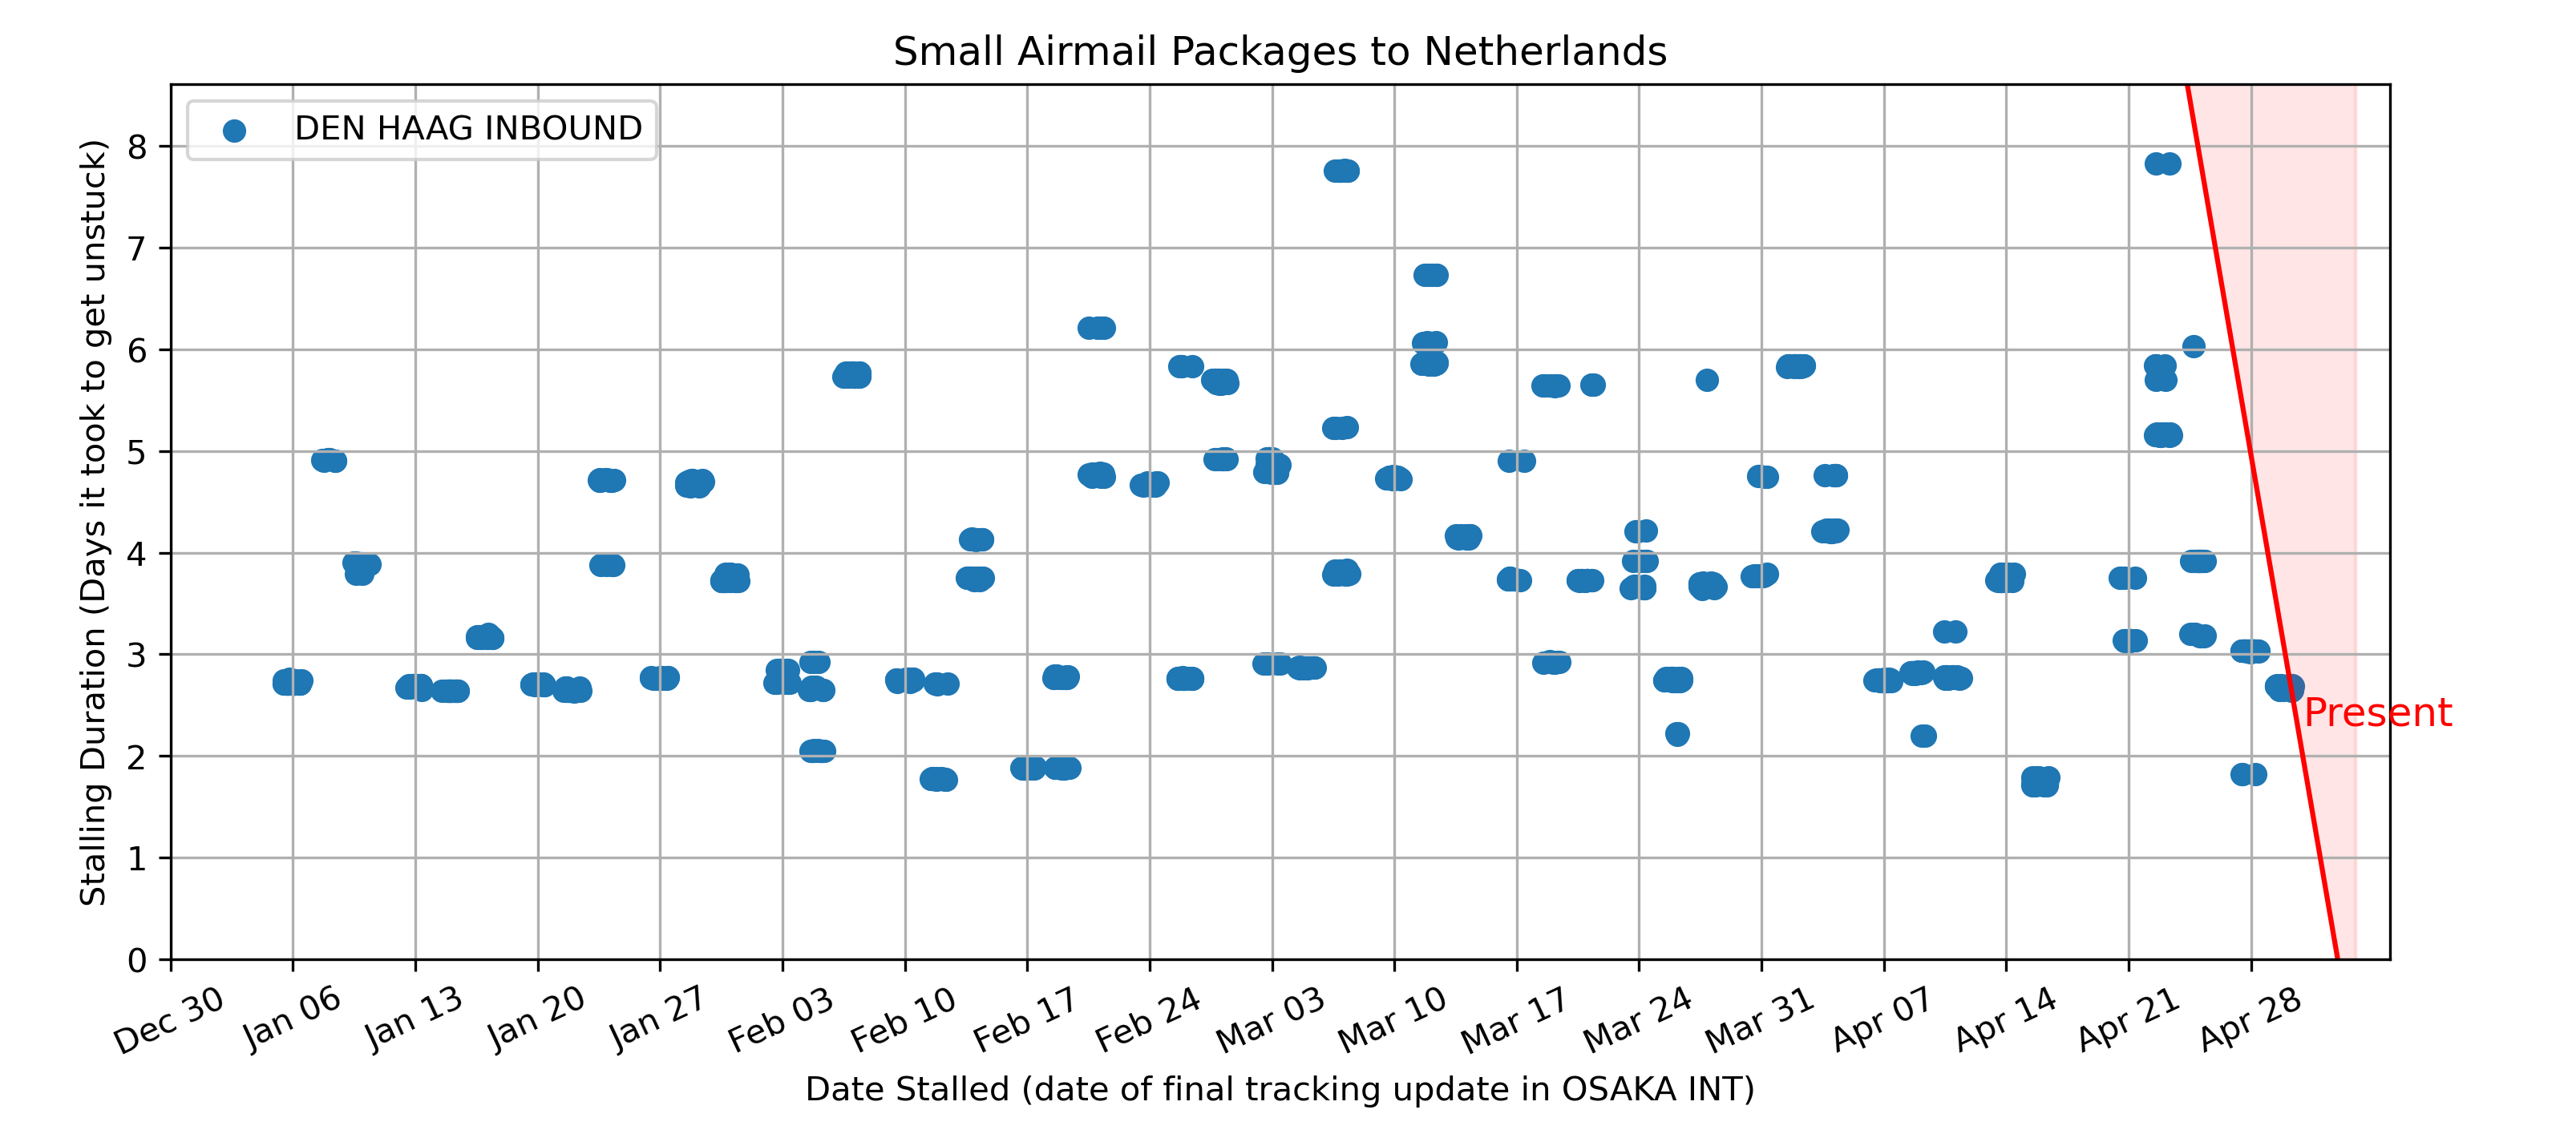 Small Airmail Packages to Netherlands
DEN HAAG INBOUND
Stalling Duration (Days it took to get unstuck)
8
7
6
5
4
3
2
1
0
Present
Dec 30
Jan 06
Jan 13
Jan 20
Jan 27
Feb 03
Feb 10
Feb 17
Feb 24
Mar 03
Mar 10
Mar 17
Mar 24
Mar 31
Apr 07
Apr 14
Apr 21
Apr 28
Date Stalled (date of final tracking update in OSAKA INT)